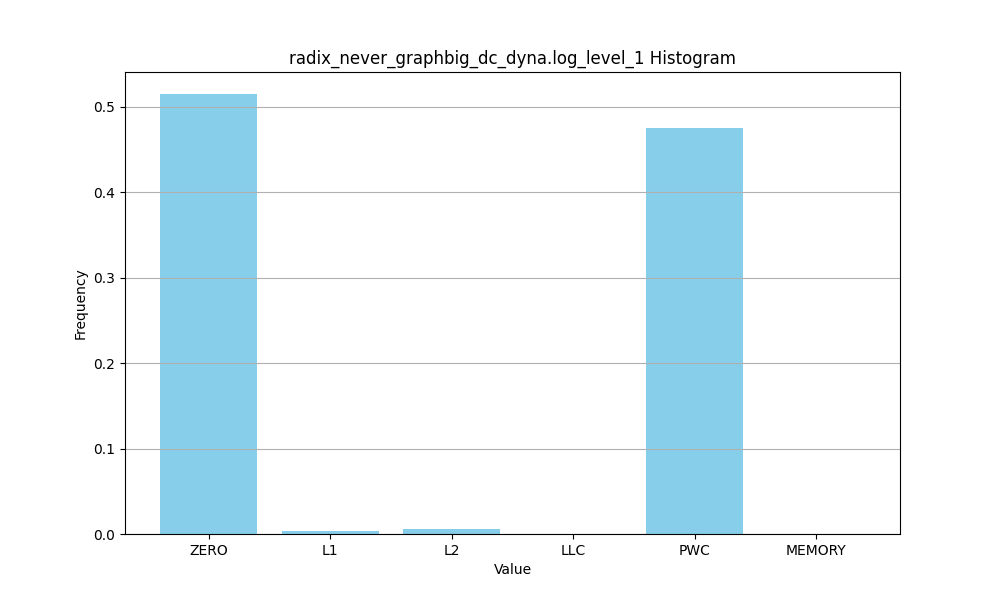 radix_never_graphbig_dc_dyna.log_level_1 Histogram
Frequency
0.5
0.4
0.3
0.2
0.1
0.0
ZERO L1 L2 LLC PWC MEMORY
Value